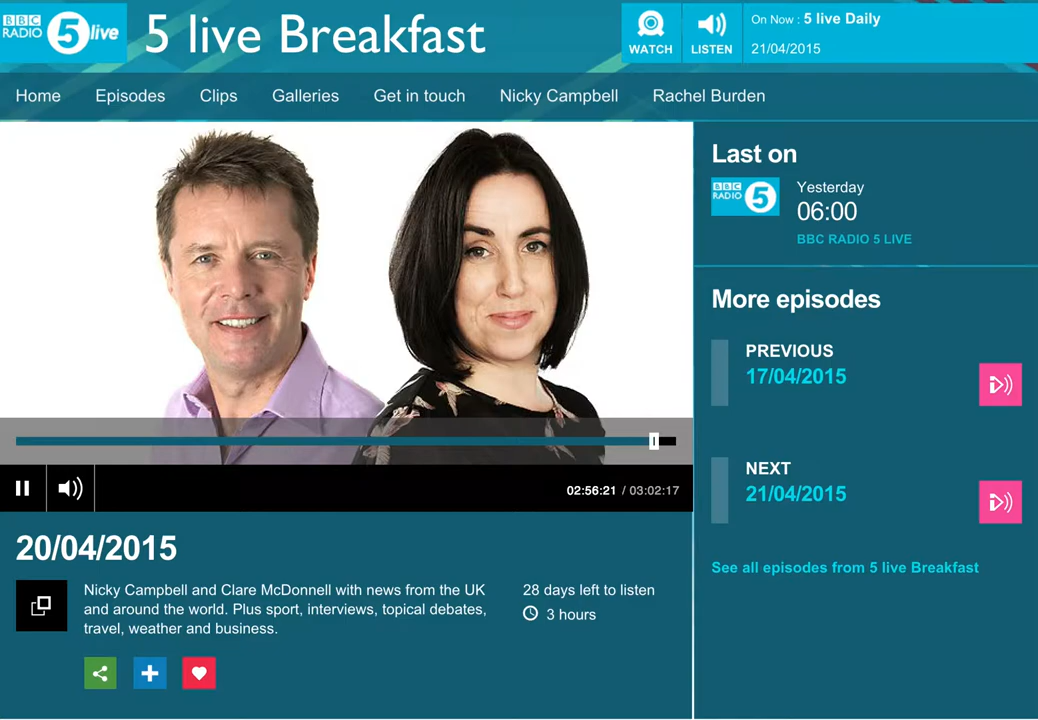 BBC
RADIO 5 live
5 live Breakfast
WATCH
LISTEN
On Now : 5 live Daily
21/04/2015
Home
Episodes
Clips
Galleries
Get in touch
Nicky Campbell
Rachel Burden
Last on
BBC
RADIO 5
Yesterday
06:00
BBC RADIO 5 LIVE
More episodes
PREVIOUS
17/04/2015
NEXT
21/04/2015
See all episodes from 5 live Breakfast
02:56:21 / 03:02:17
20/04/2015
Nicky Campbell and Clare McDonnell with news from the UK
and around the world. Plus sport, interviews, topical debates,
travel, weather and business.
28 days left to listen
3 hours